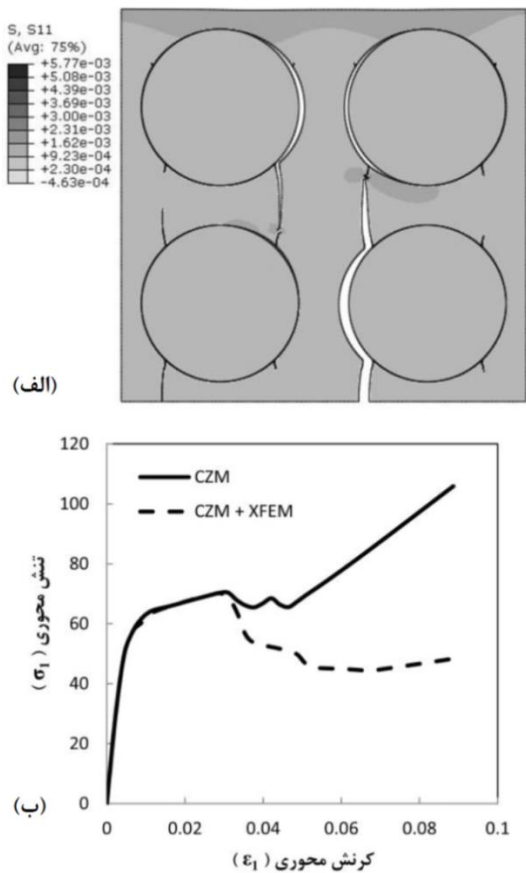 S, S11
(Avg: 75%)
+5.77e-03
+5.08e-03
+4.39e-03
+3.69e-03
+3.00e-03
+2.31e-03
+1.62e-03
+9.23e-04
+2.30e-04
-4.63e-04
(الف)
120
100
80
60
40
20
0
CZM
CZM + XFEM
تنش محوری (σ₁)
(ب)
0 0.02 0.04 0.06 0.08 0.1
کرنش محوری (ε₁)